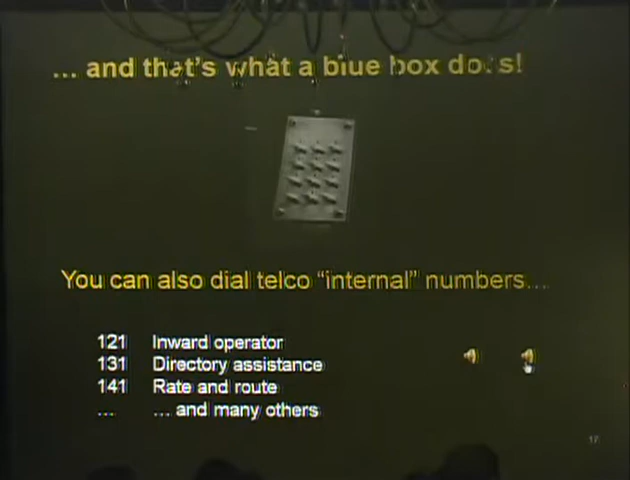 ... and that's what a blue box does!
You can also dial telco "internal" numbers...
121 Inward operator
131 Directory assistance
141 Rate and route
... ... and many others